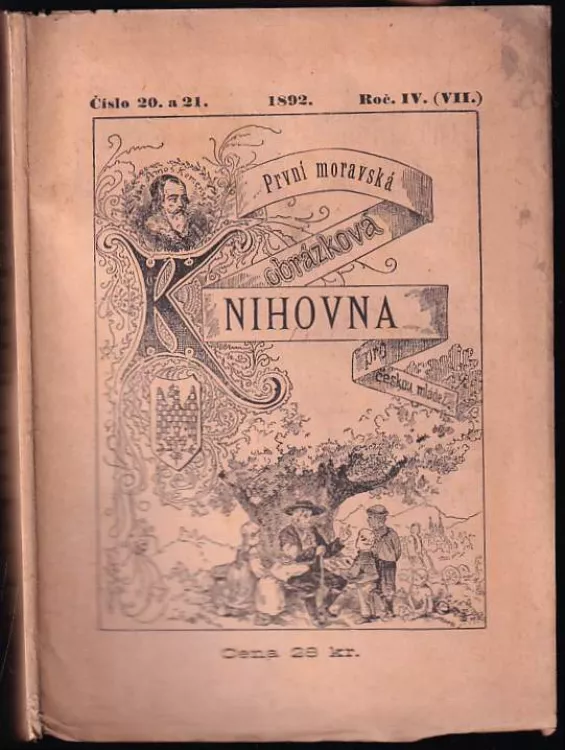 Číslo 20. a 21. 1892. Roč. IV. (VII.)
První moravská
obrázková
KNIHOVNA
pro
českou mládež
Cena 28 kr.